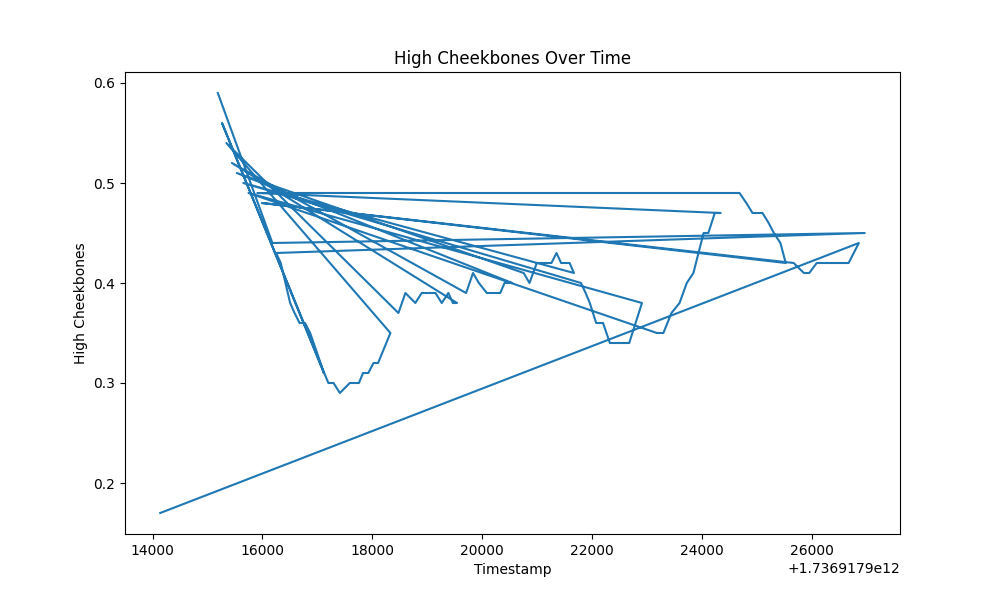 High Cheekbones Over Time
High Cheekbones
0.6
0.5
0.4
0.3
0.2
14000 16000 18000 20000 22000 24000 26000
+1.7369179e12
Timestamp